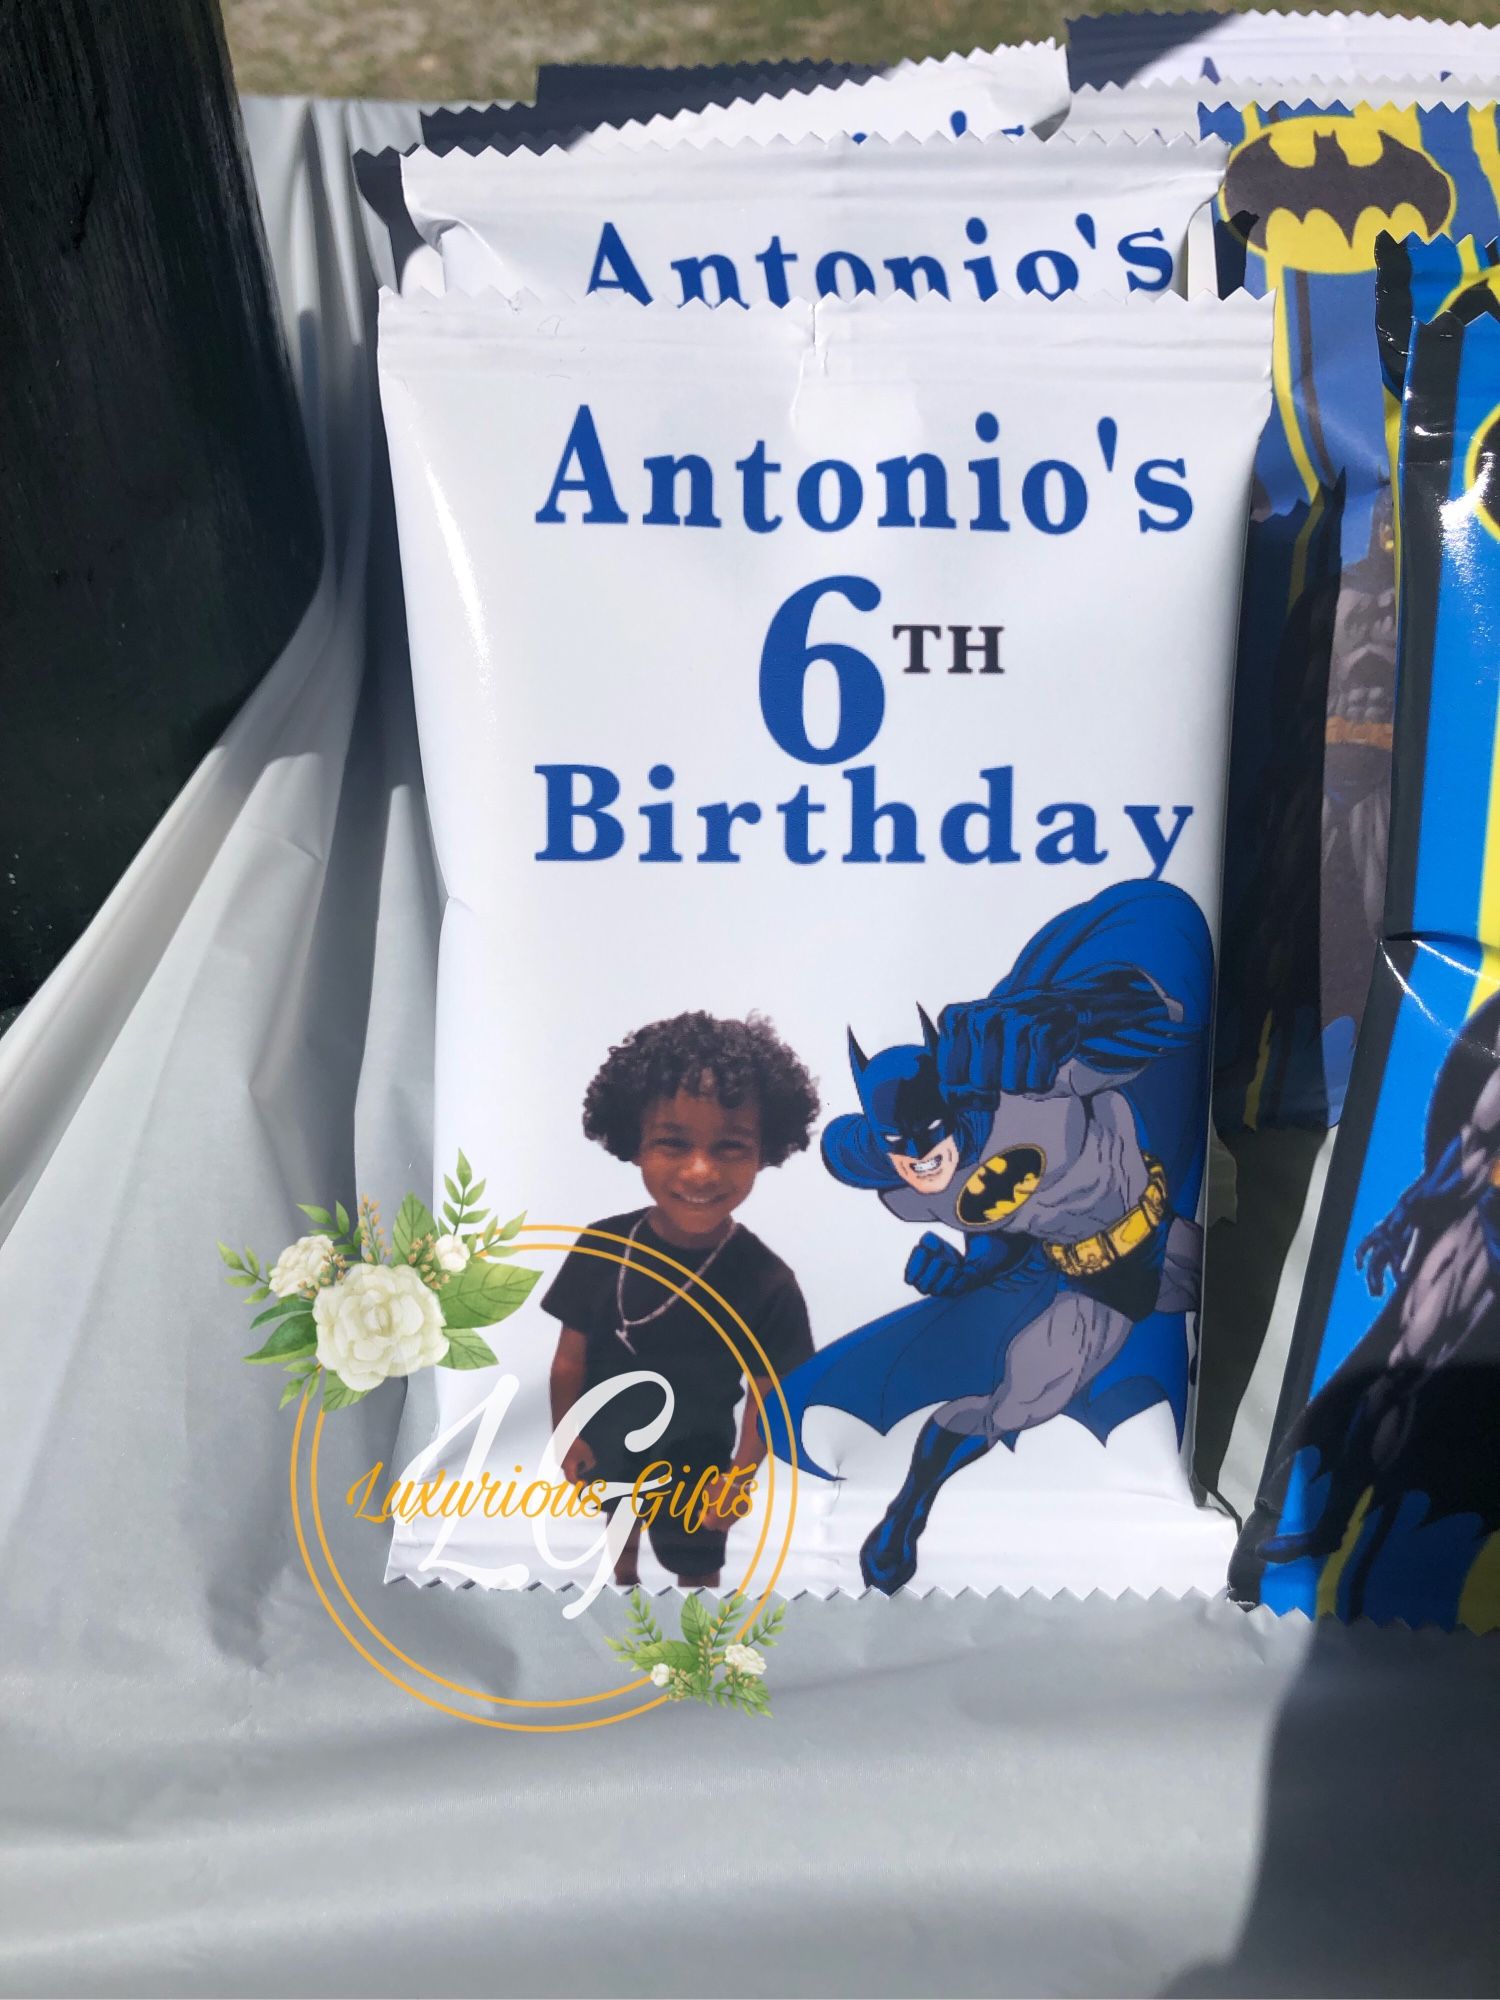 Antonio's
Antonio's
6TH
Birthday
LG
Luxurious Gifts